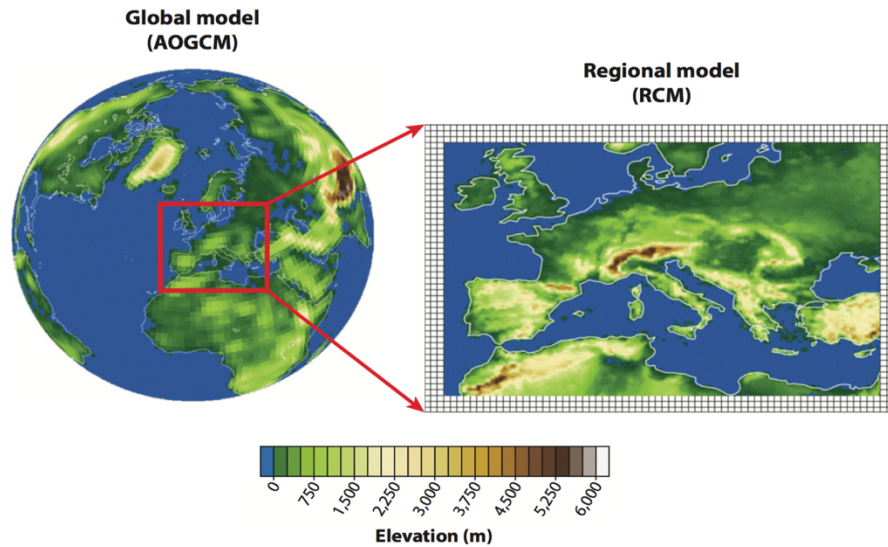 Global model
(AOGCM)
Regional model
(RCM)
0
750
1,500
2,250
3,000
3,750
4,500
5,250
6,000
Elevation (m)